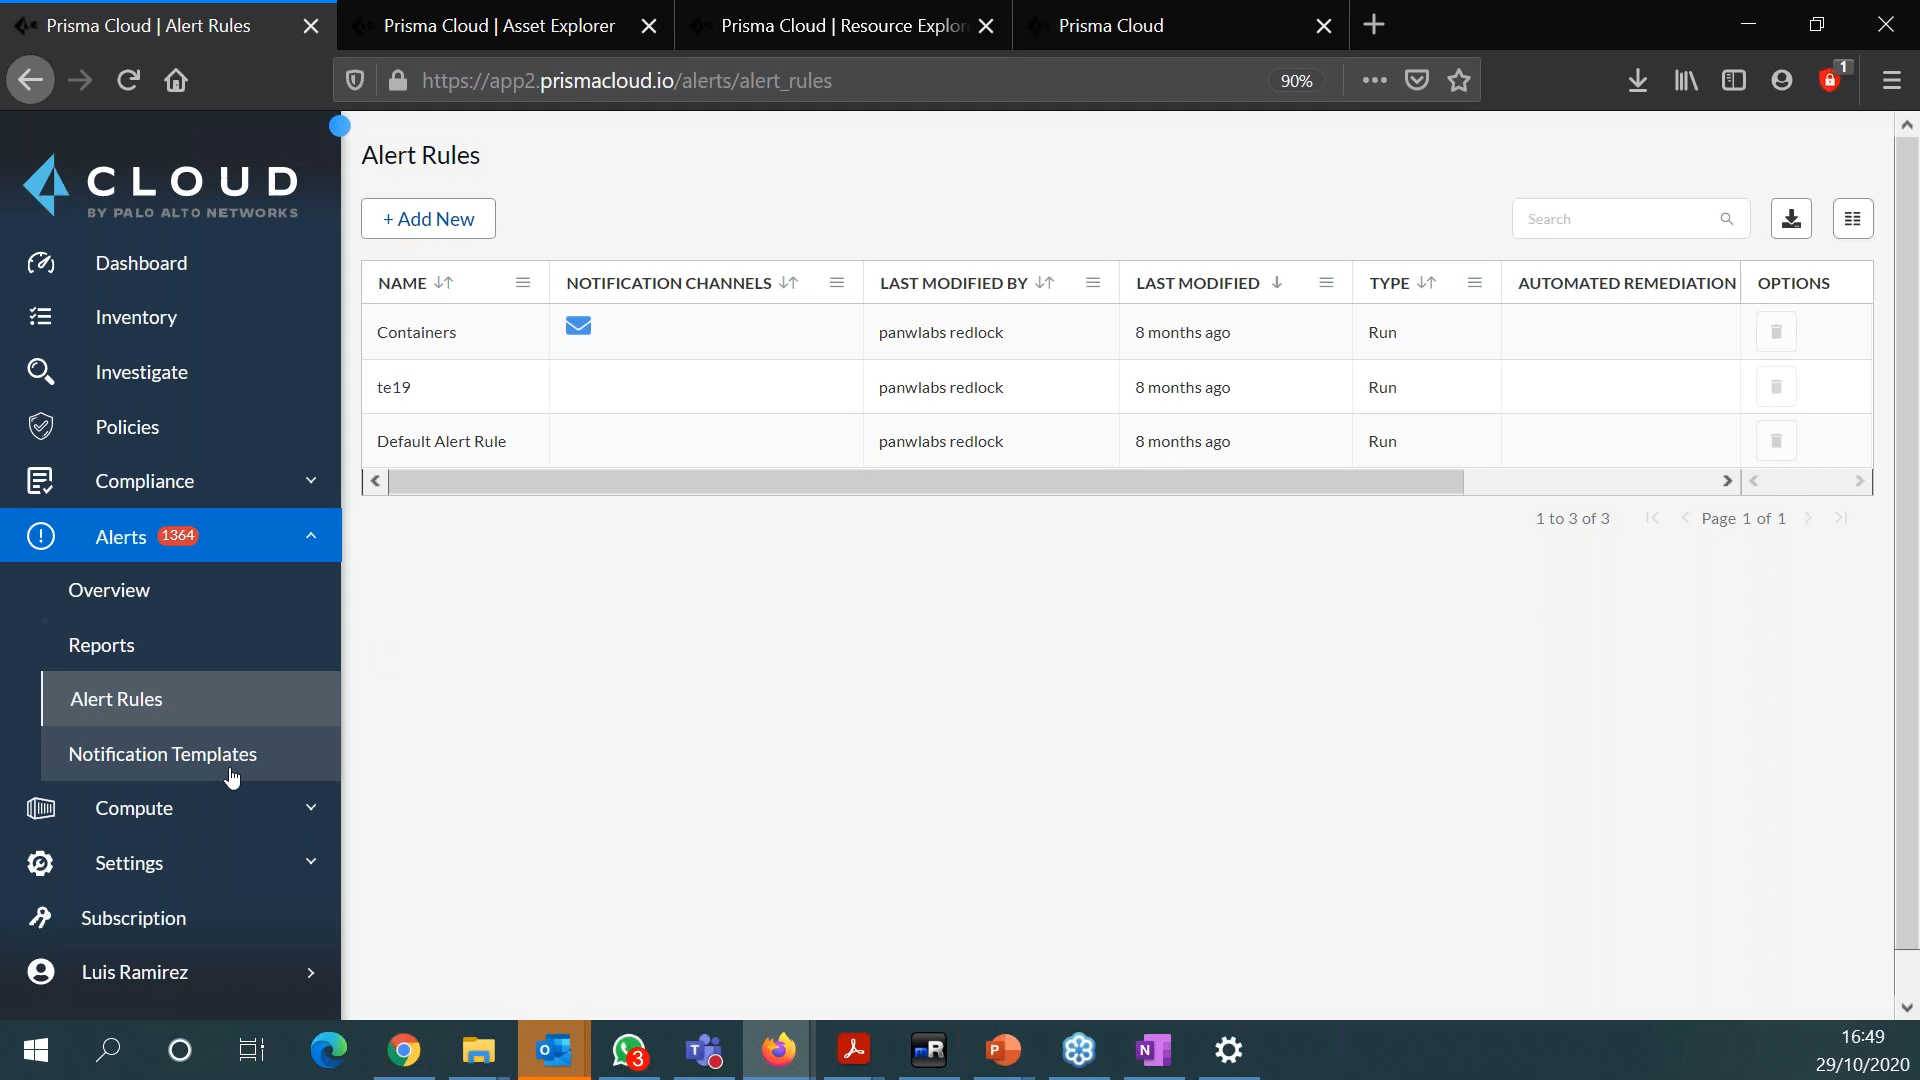 Prisma Cloud | Alert Rules
Prisma Cloud | Asset Explorer
Prisma Cloud | Resource Explor
Prisma Cloud
https://app2.prismacloud.io/alerts/alert_rules
90%
1
CLOUD
BY PALO ALTO NETWORKS
Dashboard
Inventory
Investigate
Policies
Compliance
Alerts 1364
Overview
Reports
Alert Rules
Notification Templates
Compute
Settings
Subscription
Luis Ramirez
Alert Rules
+ Add New
Search
NAME NOTIFICATION CHANNELS LAST MODIFIED BY LAST MODIFIED TYPE AUTOMATED REMEDIATION OPTIONS
Containers panwlabs redlock 8 months ago Run
te19 panwlabs redlock 8 months ago Run
Default Alert Rule panwlabs redlock 8 months ago Run
1 to 3 of 3 Page 1 of 1
3
mR
16:49
29/10/2020